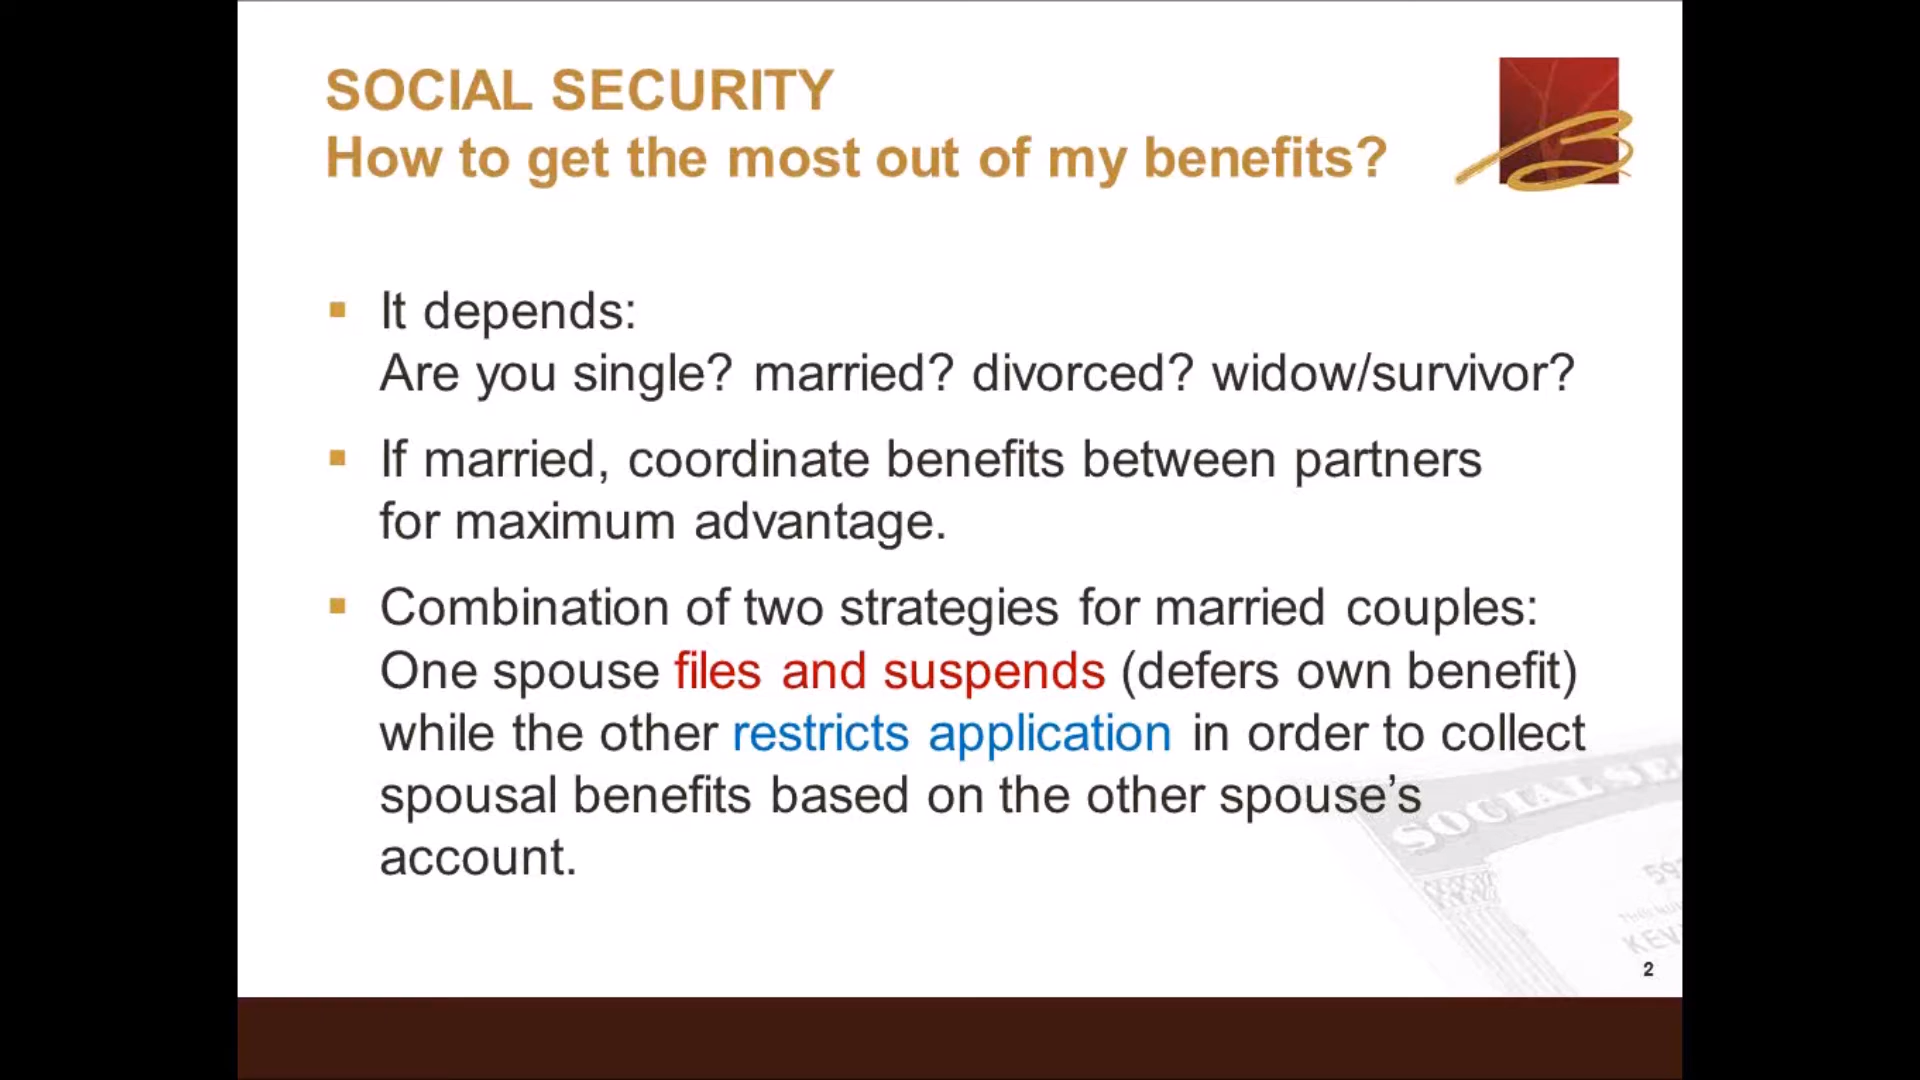 SOCIAL SECURITY
How to get the most out of my benefits?
▪ It depends:
Are you single? married? divorced? widow/survivor?
▪ If married, coordinate benefits between partners
for maximum advantage.
▪ Combination of two strategies for married couples:
One spouse files and suspends (defers own benefit)
while the other restricts application in order to collect
spousal benefits based on the other spouse’s
account.
SOCIAL SE
KEV
2